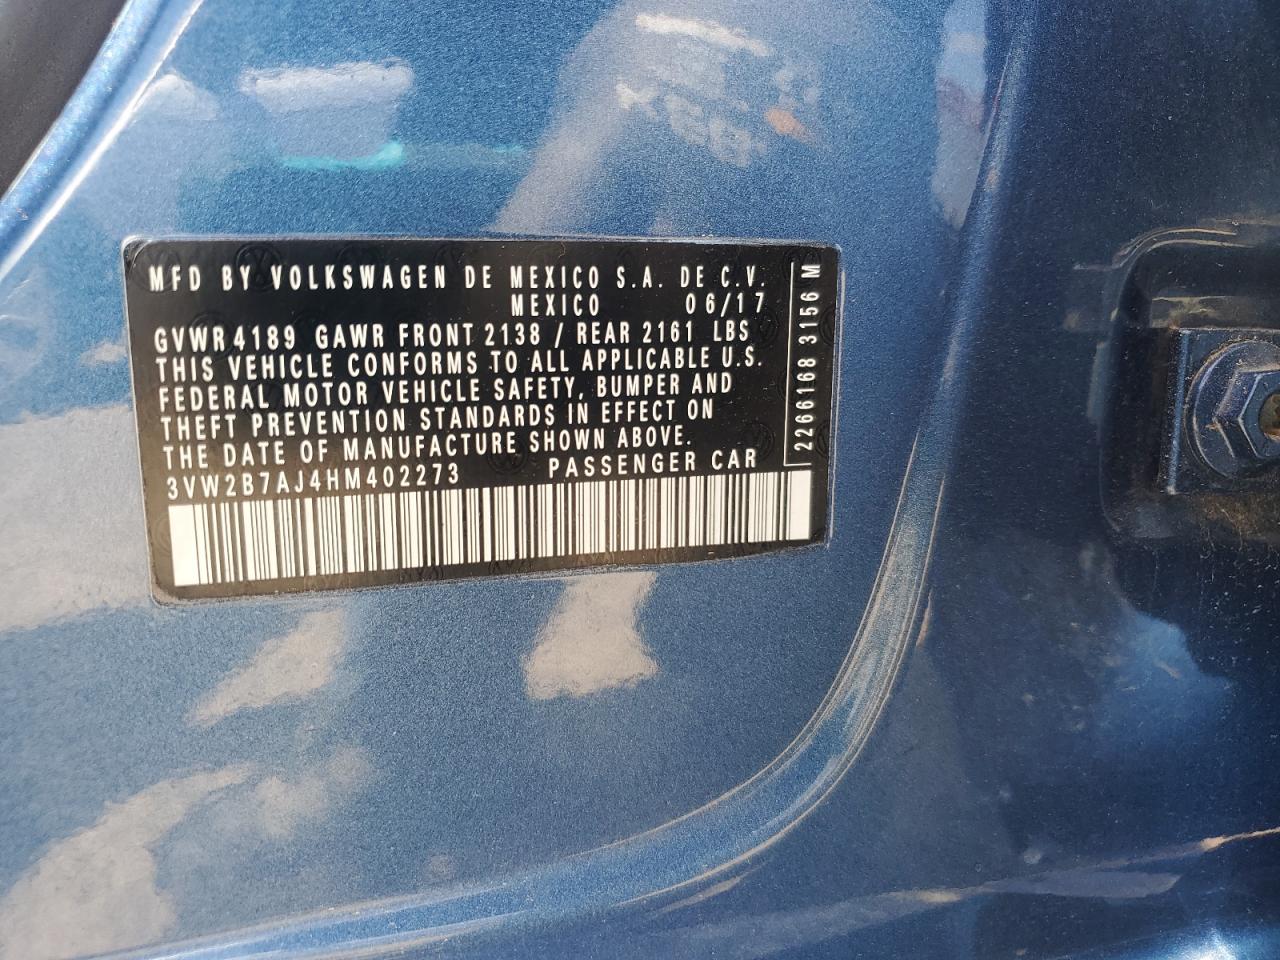 MFD BY VOLKSWAGEN DE MEXICO S.A. DE C.V.
MEXICO 06/17
GVWR 4189 GAWR FRONT 2138 / REAR 2161 LBS
THIS VEHICLE CONFORMS TO ALL APPLICABLE U.S.
FEDERAL MOTOR VEHICLE SAFETY, BUMPER AND
THEFT PREVENTION STANDARDS IN EFFECT ON
THE DATE OF MANUFACTURE SHOWN ABOVE.
3VW2B7AJ4HM402273 PASSENGER CAR
2266168 3156 M